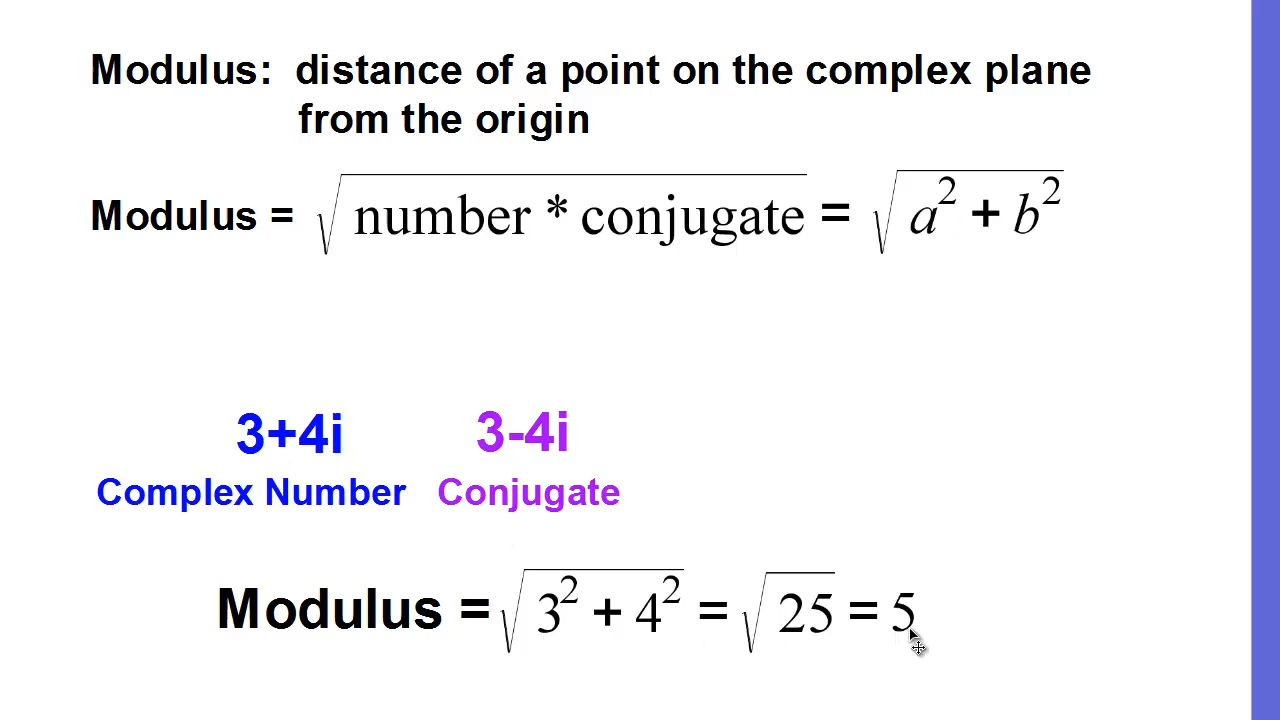 Modulus: distance of a point on the complex plane
from the origin
Modulus = √(number * conjugate) = √(a² + b²)
3+4i 3-4i
Complex Number Conjugate
Modulus = √(3² + 4²) = √25 = 5